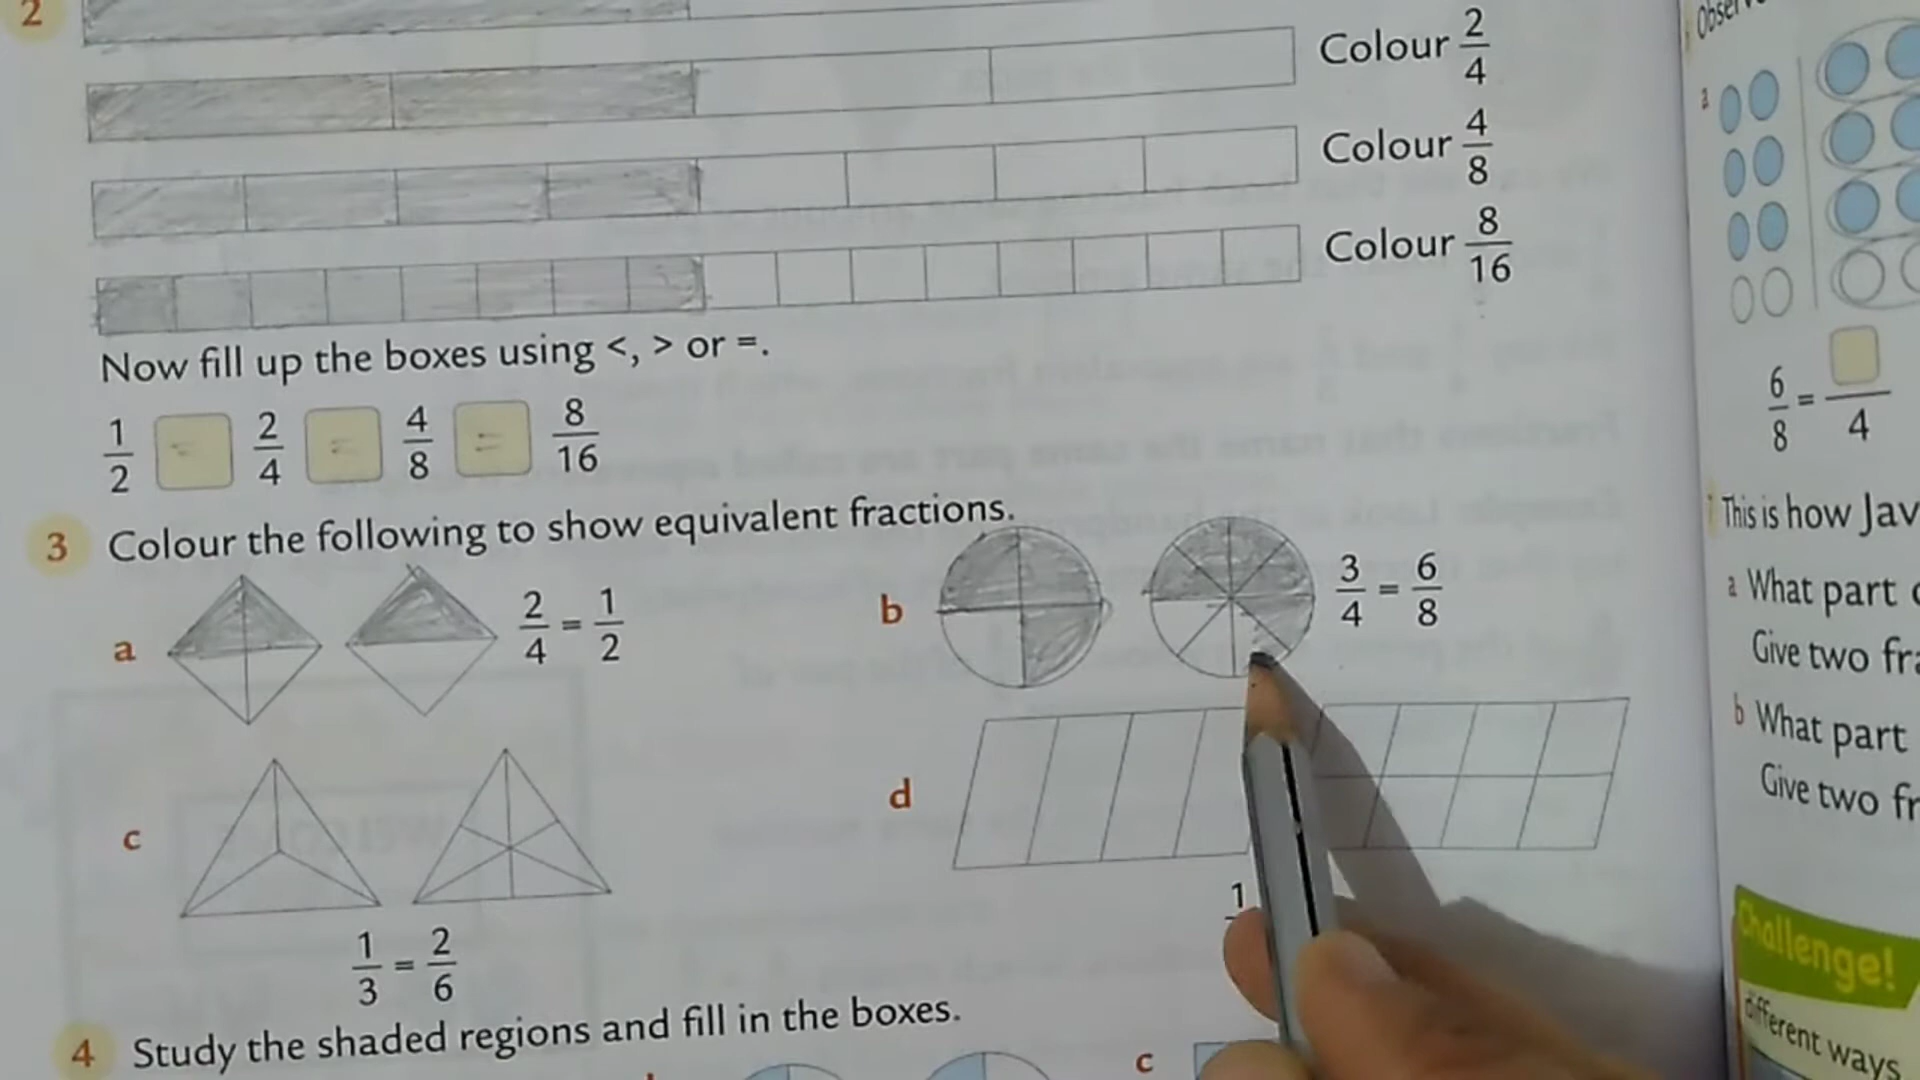 2
Colour 2/4
Colour 4/8
Colour 8/16
Now fill up the boxes using <, > or =.
1/2 = 2/4 = 4/8 = 8/16
3 Colour the following to show equivalent fractions.
a 2/4 = 1/2
b 3/4 = 6/8
c
1/3 = 2/6
d
1
4 Study the shaded regions and fill in the boxes.
c
a
6/8 = /4
This is how Jav
a What part
Give two
b What part
Give two
Challenge!
different ways